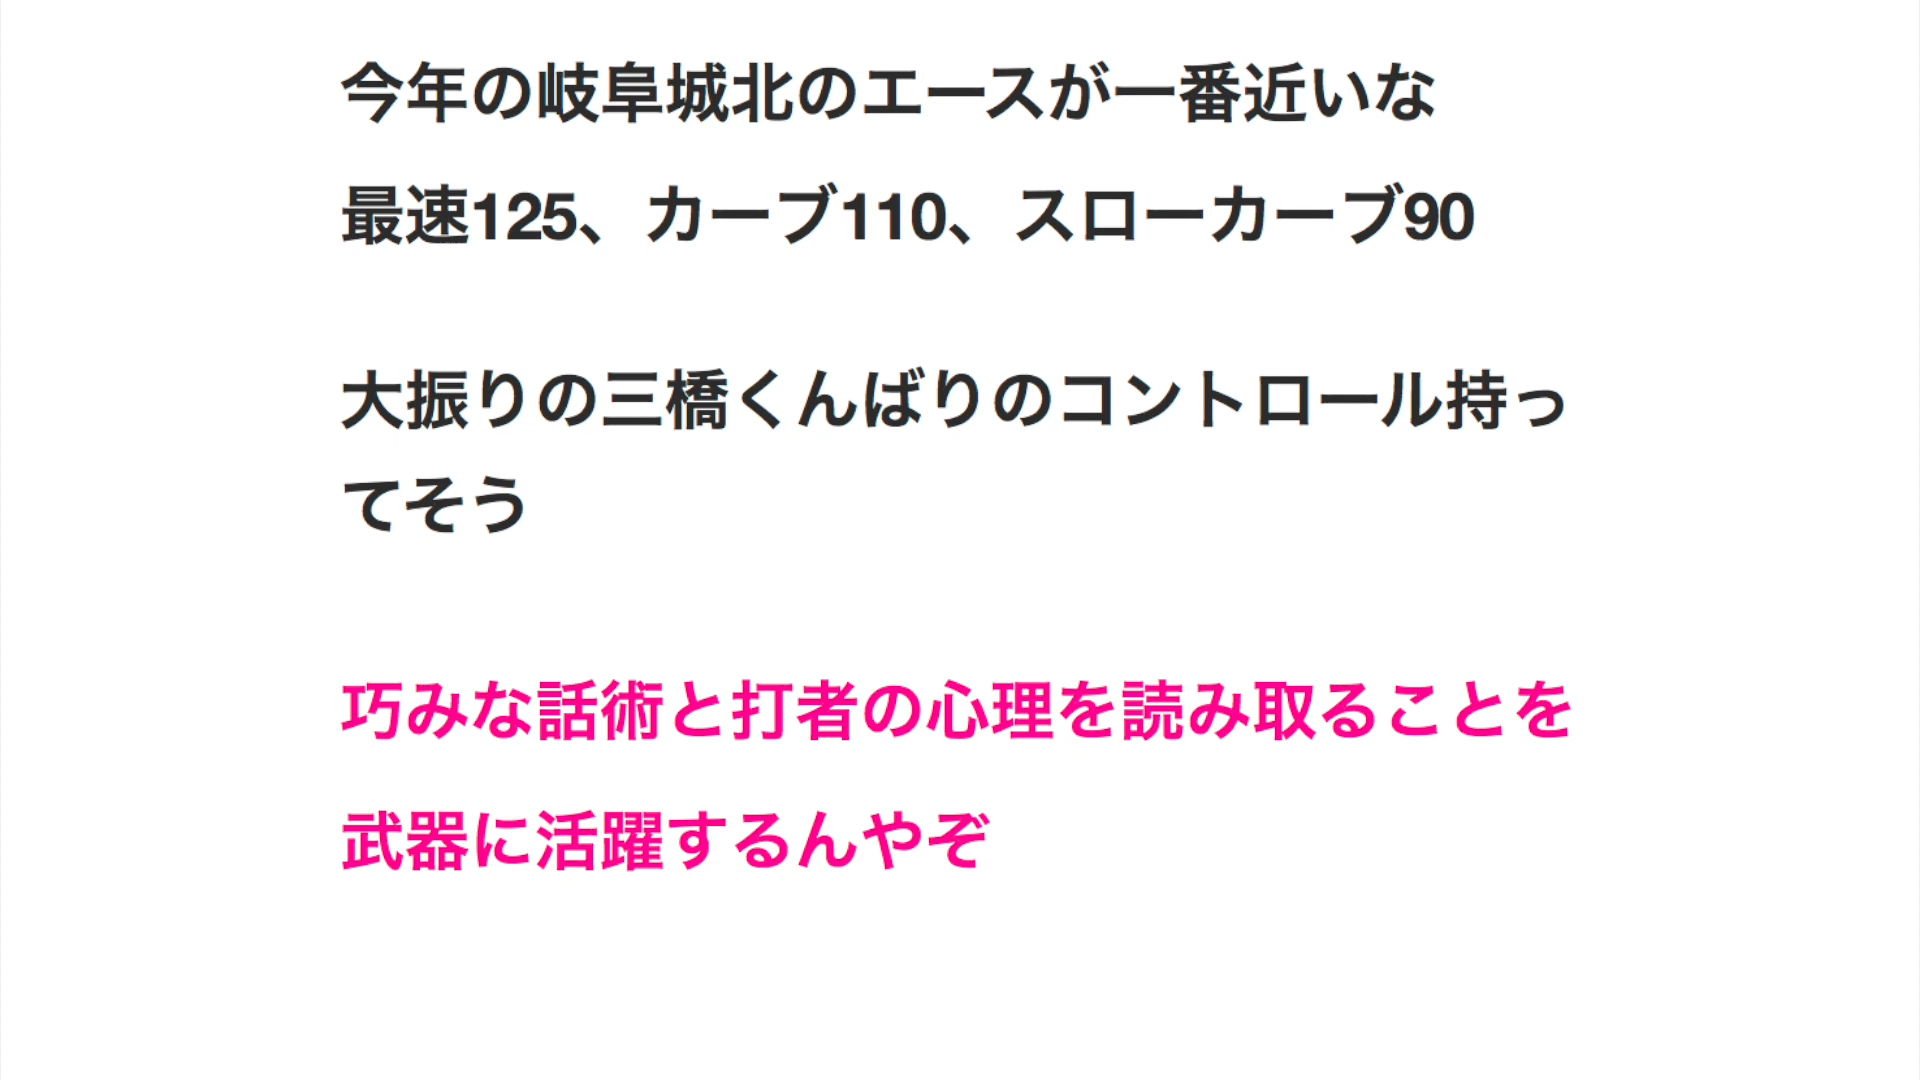 今年の岐阜城北のエースが一番近いな
最速125、カーブ110、スローカーブ90
大振りの三橋くんばりのコントロール持っ
てそう
巧みな話術と打者の心理を読み取ることを
武器に活躍するんやぞ